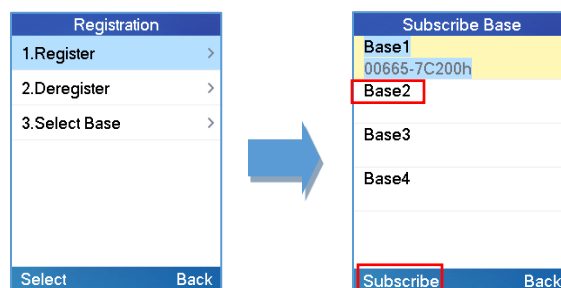 Registration
1.Register
2.Deregister
3.Select Base
Select Back
Subscribe Base
Base1
00665-7C200h
Base2
Base3
Base4
Subscribe Back